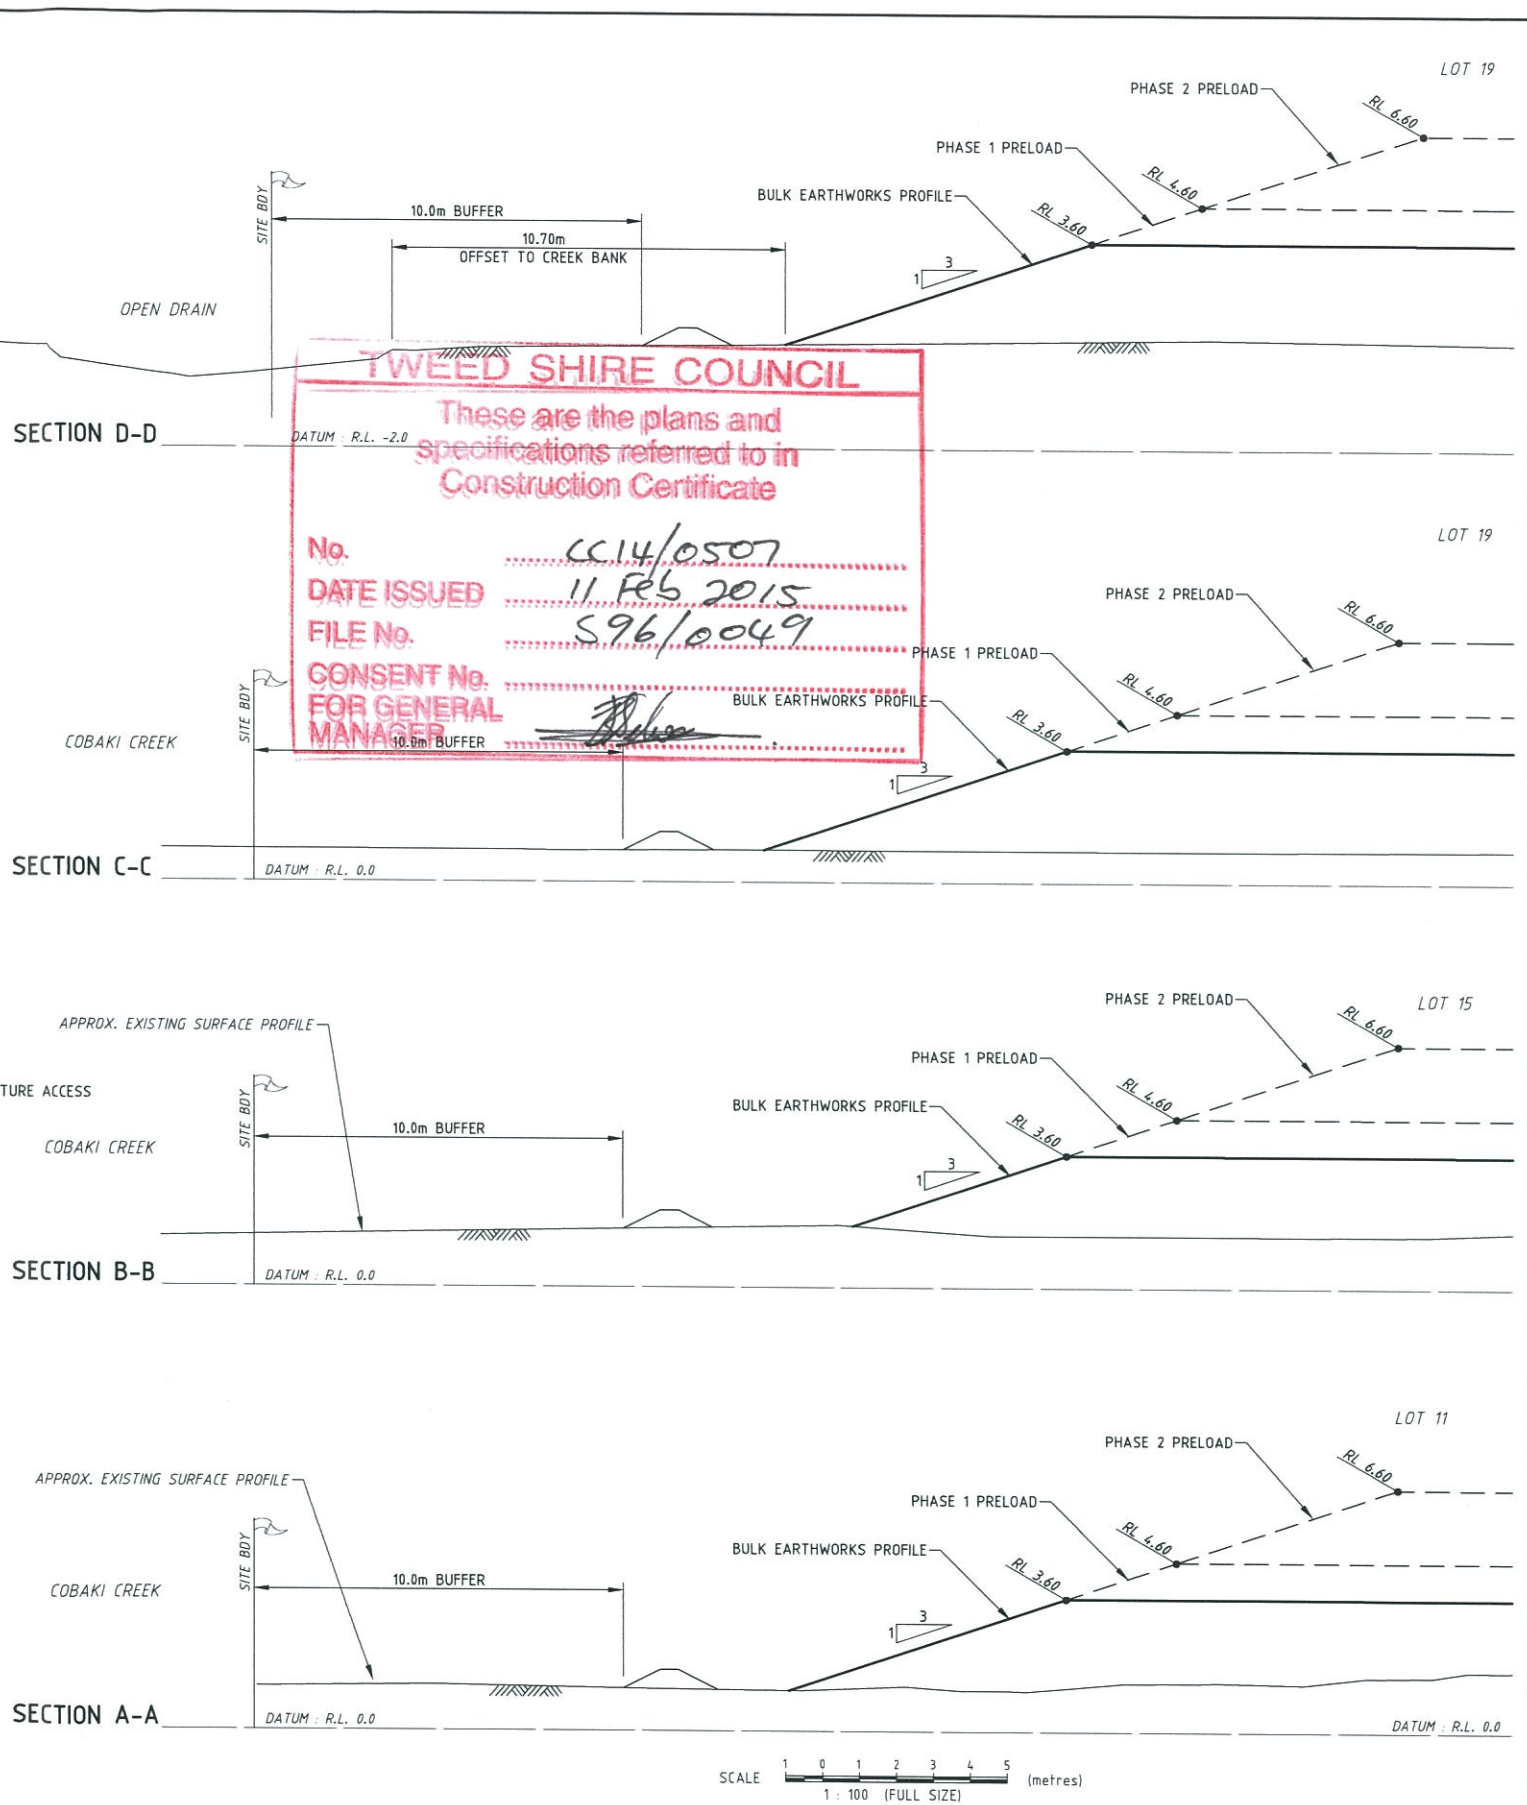 LOT 19
PHASE 2 PRELOAD
RL 6.60
PHASE 1 PRELOAD
RL 4.60
BULK EARTHWORKS PROFILE
RL 3.60
SITE BDY
10.0m BUFFER
10.70m
OFFSET TO CREEK BANK
3
1
OPEN DRAIN
SECTION D-D
DATUM : R.L. -2.0
TWEED SHIRE COUNCIL
These are the plans and
specifications referred to in
Construction Certificate
No. CC14/0507
DATE ISSUED 11 Feb 2015
FILE No. S96/0049
CONSENT No.
FOR GENERAL
MANAGER
LOT 19
PHASE 2 PRELOAD
RL 6.60
PHASE 1 PRELOAD
RL 4.60
BULK EARTHWORKS PROFILE
RL 3.60
SITE BDY
COBAKI CREEK
10.0m BUFFER
3
1
SECTION C-C
DATUM : R.L. 0.0
PHASE 2 PRELOAD
LOT 15
RL 6.60
APPROX. EXISTING SURFACE PROFILE
PHASE 1 PRELOAD
RL 4.60
TURE ACCESS
SITE BDY
BULK EARTHWORKS PROFILE
RL 3.60
COBAKI CREEK
10.0m BUFFER
3
1
SECTION B-B
DATUM : R.L. 0.0
LOT 11
PHASE 2 PRELOAD
RL 6.60
APPROX. EXISTING SURFACE PROFILE
PHASE 1 PRELOAD
RL 4.60
SITE BDY
BULK EARTHWORKS PROFILE
RL 3.60
COBAKI CREEK
10.0m BUFFER
3
1
SECTION A-A
DATUM : R.L. 0.0
DATUM : R.L. 0.0
SCALE 1 0 1 2 3 4 5 (metres)
1 : 100 (FULL SIZE)